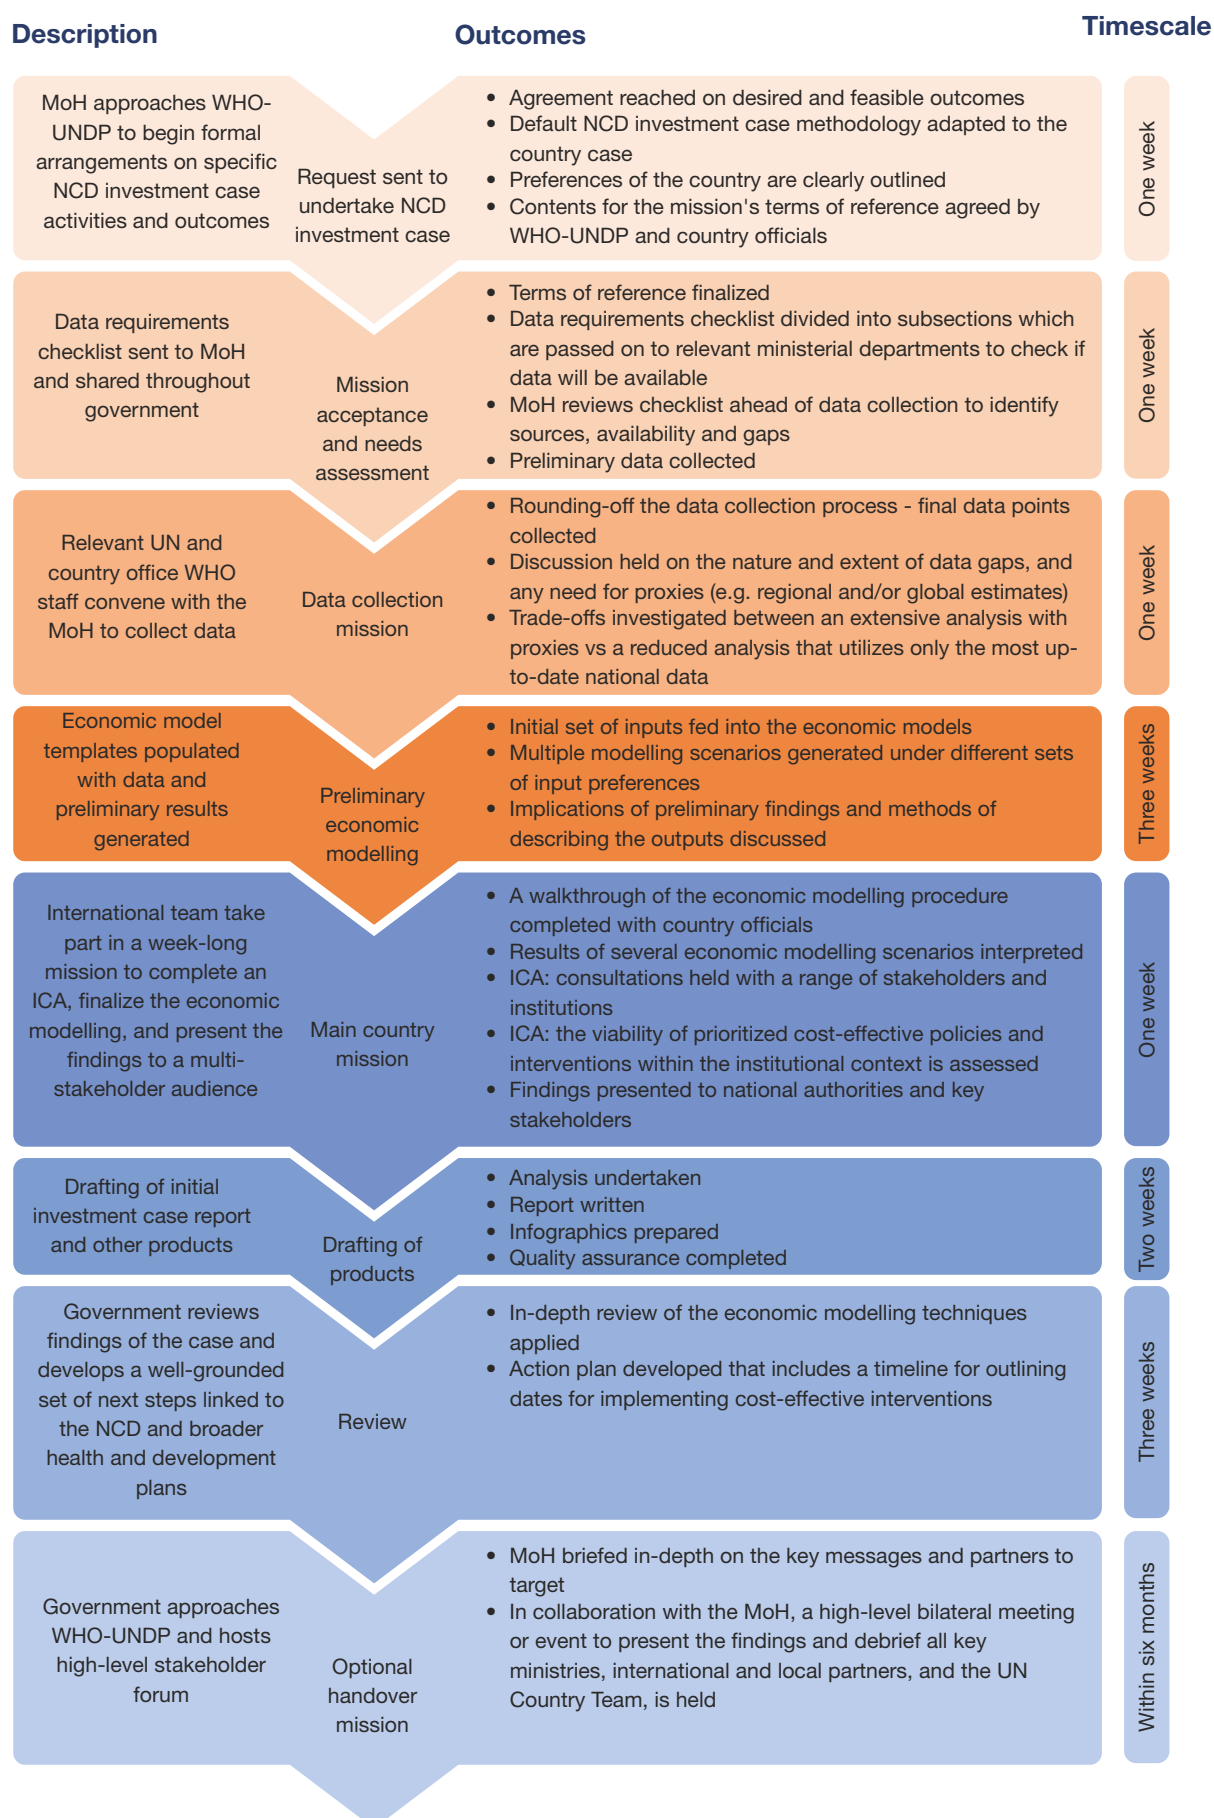 Description
Outcomes
Timescale
MoH approaches WHO-
UNDP to begin formal
arrangements on specific
NCD investment case
activities and outcomes
Request sent to
undertake NCD
investment case
• Agreement reached on desired and feasible outcomes
• Default NCD investment case methodology adapted to the
country case
• Preferences of the country are clearly outlined
• Contents for the mission's terms of reference agreed by
WHO-UNDP and country officials
One week
Data requirements
checklist sent to MoH
and shared throughout
government
Mission
acceptance
and needs
assessment
• Terms of reference finalized
• Data requirements checklist divided into subsections which
are passed on to relevant ministerial departments to check if
data will be available
• MoH reviews checklist ahead of data collection to identify
sources, availability and gaps
• Preliminary data collected
One week
Relevant UN and
country office WHO
staff convene with the
MoH to collect data
Data collection
mission
• Rounding-off the data collection process - final data points
collected
• Discussion held on the nature and extent of data gaps, and
any need for proxies (e.g. regional and/or global estimates)
• Trade-offs investigated between an extensive analysis with
proxies vs a reduced analysis that utilizes only the most up-
to-date national data
One week
Economic model
templates populated
with data and
preliminary results
generated
Preliminary
economic
modelling
• Initial set of inputs fed into the economic models
• Multiple modelling scenarios generated under different sets
of input preferences
• Implications of preliminary findings and methods of
describing the outputs discussed
Three weeks
International team take
part in a week-long
mission to complete an
ICA, finalize the economic
modelling, and present the
findings to a multi-
stakeholder audience
Main country
mission
• A walkthrough of the economic modelling procedure
completed with country officials
• Results of several economic modelling scenarios interpreted
• ICA: consultations held with a range of stakeholders and
institutions
• ICA: the viability of prioritized cost-effective policies and
interventions within the institutional context is assessed
• Findings presented to national authorities and key
stakeholders
One week
Drafting of initial
investment case report
and other products
Drafting of
products
• Analysis undertaken
• Report written
• Infographics prepared
• Quality assurance completed
Two weeks
Government reviews
findings of the case and
develops a well-grounded
set of next steps linked to
the NCD and broader
health and development
plans
Review
• In-depth review of the economic modelling techniques
applied
• Action plan developed that includes a timeline for outlining
dates for implementing cost-effective interventions
Three weeks
Government approaches
WHO-UNDP and hosts
high-level stakeholder
forum
Optional
handover
mission
• MoH briefed in-depth on the key messages and partners to
target
• In collaboration with the MoH, a high-level bilateral meeting
or event to present the findings and debrief all key
ministries, international and local partners, and the UN
Country Team, is held
Within six months